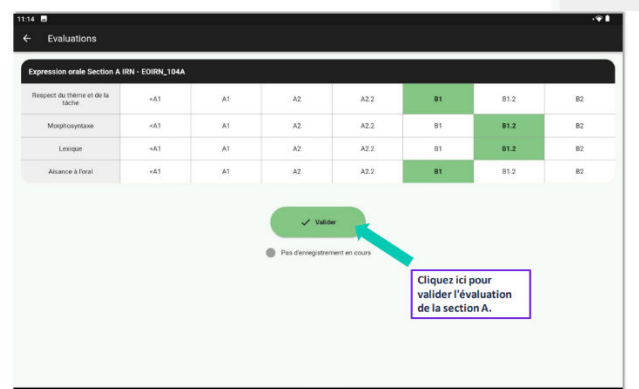 11:14
← Evaluations
Expression orale Section A IRN - EOIRN_104A
Respect du thème et de la tâche <A1 A1 A2 A2.2 B1 B1.2 B2
Morphosyntaxe <A1 A1 A2 A2.2 B1 B1.2 B2
Lexique <A1 A1 A2 A2.2 B1 B1.2 B2
Aisance à l'oral <A1 A1 A2 A2.2 B1 B1.2 B2
✓ Valider
Pas d'enregistrement en cours
Cliquez ici pour
valider l'évaluation
de la section A.